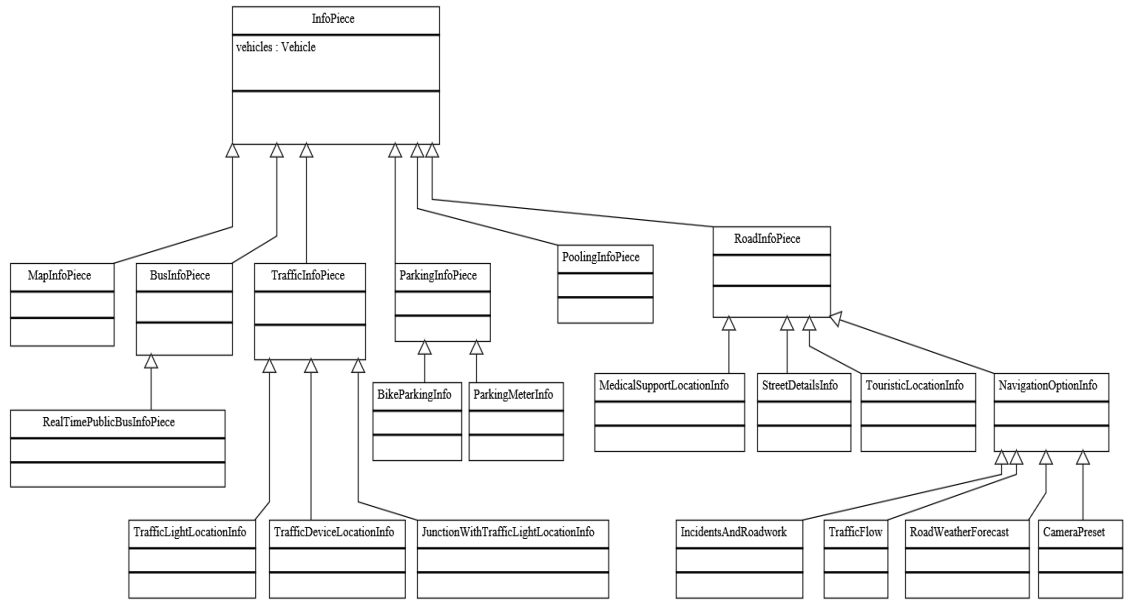 InfoPiece
vehicles : Vehicle
RoadInfoPiece
PoolingInfoPiece
MapInfoPiece
BusInfoPiece
TrafficInfoPiece
ParkingInfoPiece
MedicalSupportLocationInfo
StreetDetailsInfo
TouristicLocationInfo
NavigationOptionInfo
BikeParkingInfo
ParkingMeterInfo
RealTimePublicBusInfoPiece
TrafficLightLocationInfo
TrafficDeviceLocationInfo
JunctionWithTrafficLightLocationInfo
IncidentsAndRoadwork
TrafficFlow
RoadWeatherForecast
CameraPreset